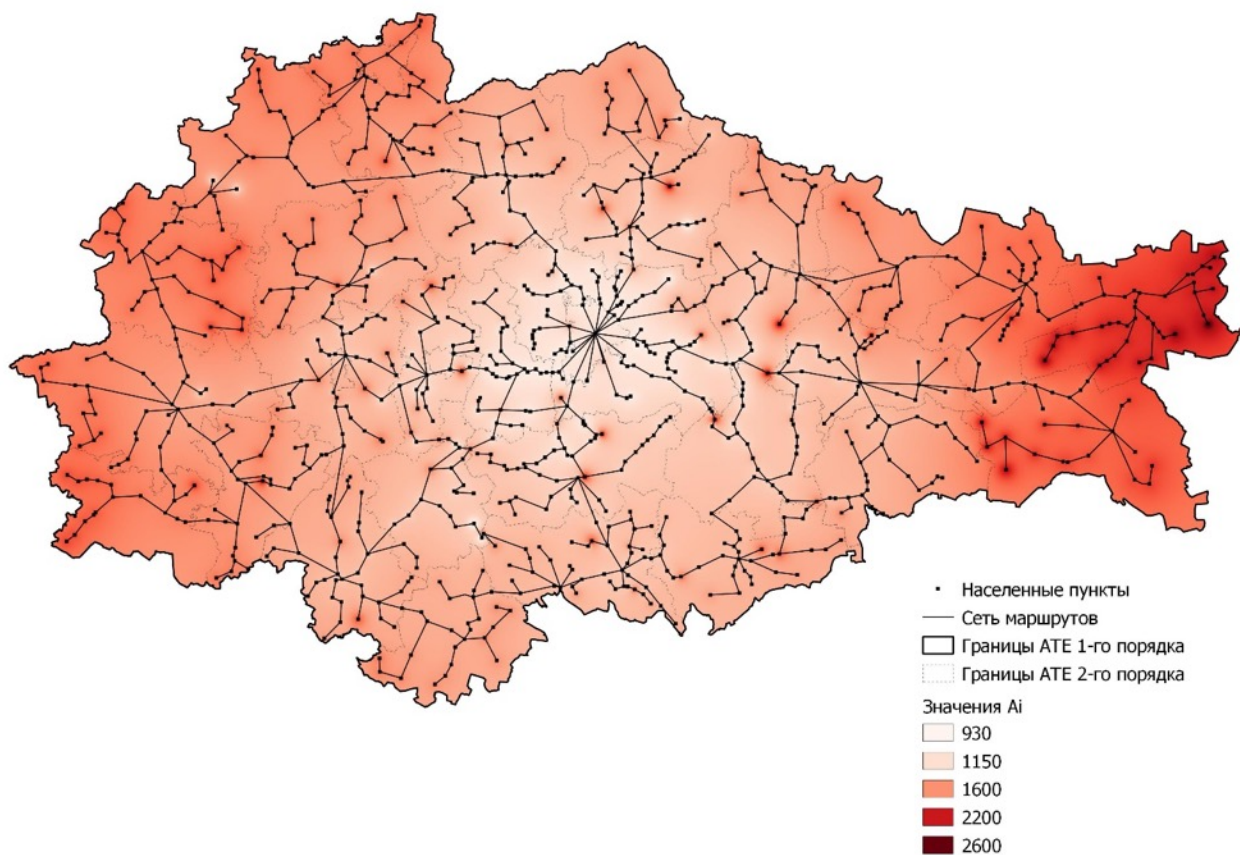 Населенные пункты
Сеть маршрутов
Границы АТЕ 1-го порядка
Границы АТЕ 2-го порядка
Значения Ai
930
1150
1600
2200
2600